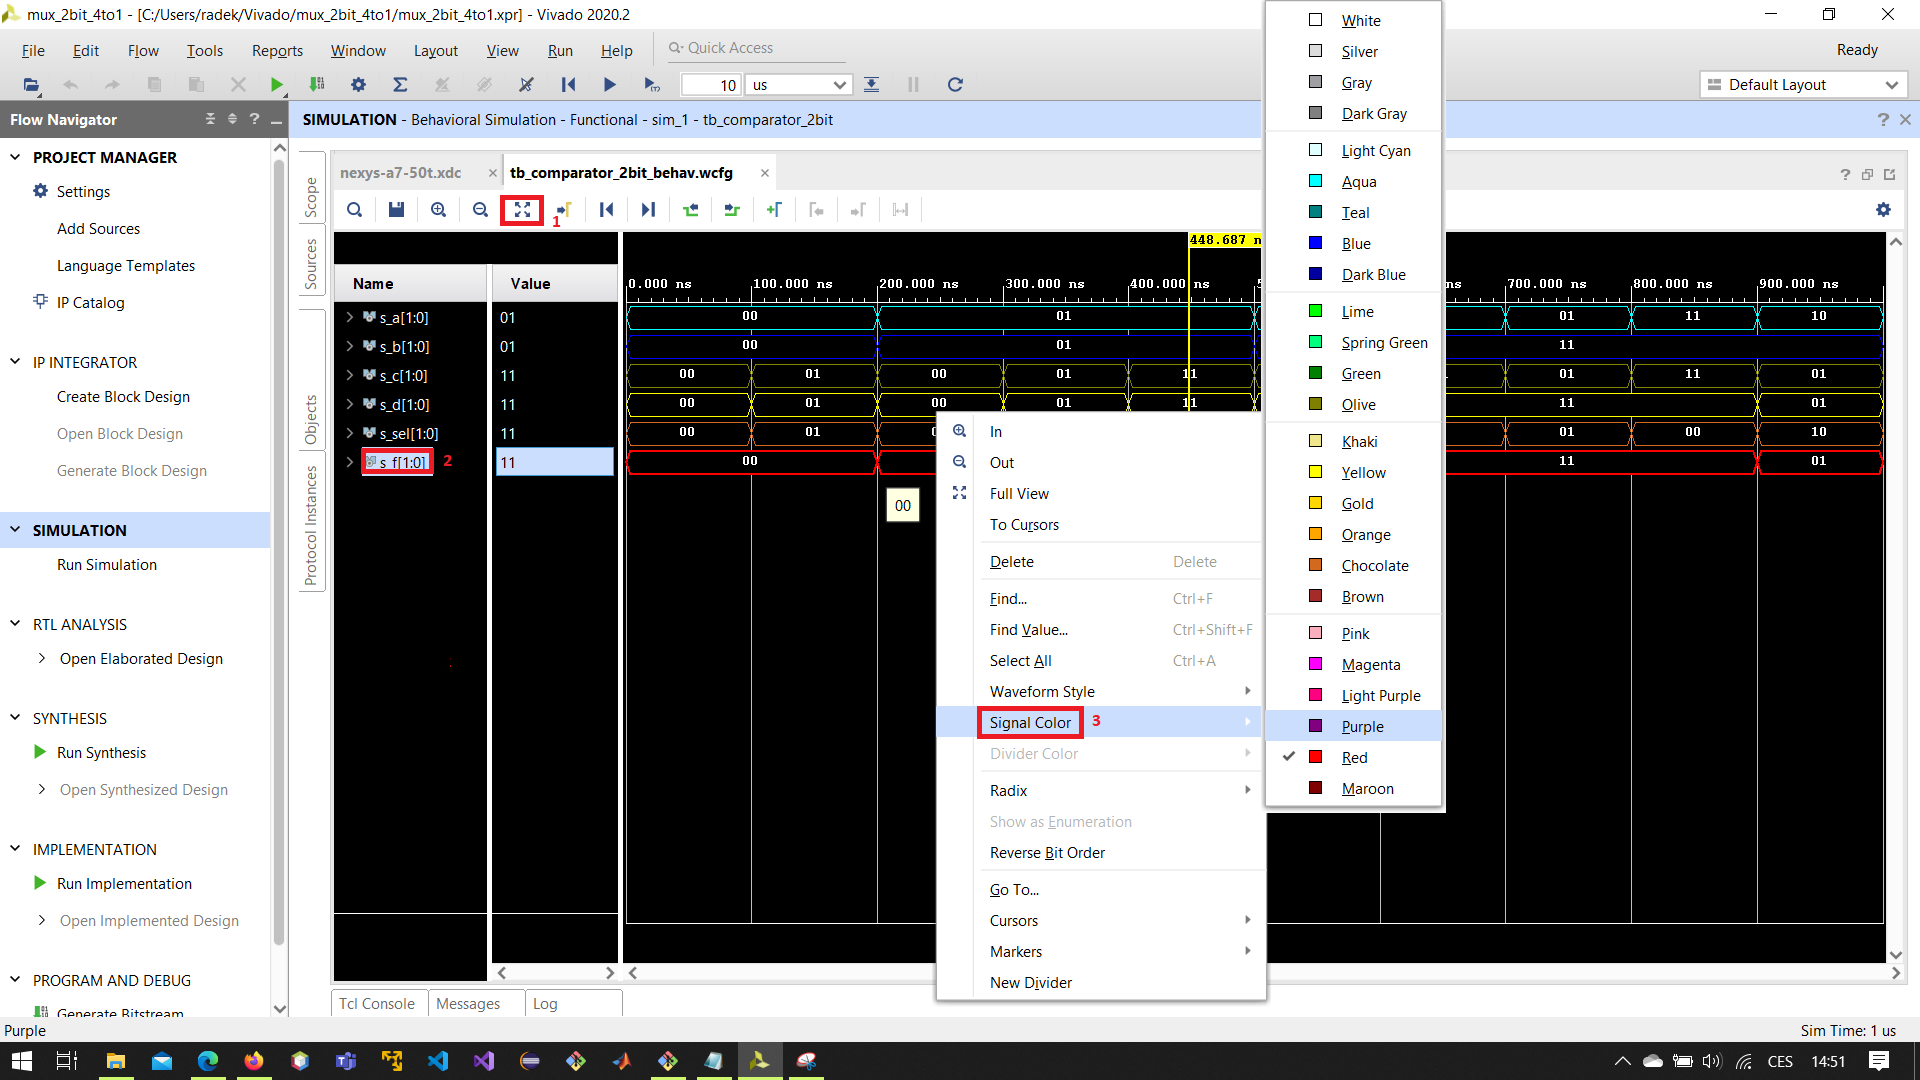 mux_2bit_4to1 - [C:/Users/radek/Vivado/mux_2bit_4to1/mux_2bit_4to1.xpr] - Vivado 2020.2
File Edit Flow Tools Reports Window Layout View Run Help Quick Access
Ready
10 us
Default Layout
Flow Navigator
SIMULATION - Behavioral Simulation - Functional - sim_1 - tb_comparator_2bit
PROJECT MANAGER
Settings
Add Sources
Language Templates
IP Catalog
IP INTEGRATOR
Create Block Design
Open Block Design
Generate Block Design
SIMULATION
Run Simulation
RTL ANALYSIS
Open Elaborated Design
SYNTHESIS
Run Synthesis
Open Synthesized Design
IMPLEMENTATION
Run Implementation
Open Implemented Design
PROGRAM AND DEBUG
Generate Bitstream
Scope
Sources
Objects
Protocol Instances
nexys-a7-50t.xdc
tb_comparator_2bit_behav.wcfg
1
448.687 n
Name Value
0.000 ns 100.000 ns 200.000 ns 300.000 ns 400.000 ns ns 700.000 ns 800.000 ns 900.000 ns
s_a[1:0] 01 00 01 01 11 10
s_b[1:0] 01 00 01 11
s_c[1:0] 11 00 01 00 01 11 01 11 01
s_d[1:0] 11 00 01 00 01 11 11 01
s_sel[1:0] 11 00 01 01 00 10
s_f[1:0] 2 11 00 11 01
00
In
Out
Full View
To Cursors
Delete Delete
Find... Ctrl+F
Find Value... Ctrl+Shift+F
Select All Ctrl+A
Waveform Style
Signal Color 3
Divider Color
Radix
Show as Enumeration
Reverse Bit Order
Go To...
Cursors
Markers
New Divider
White
Silver
Gray
Dark Gray
Light Cyan
Aqua
Teal
Blue
Dark Blue
Lime
Spring Green
Green
Olive
Khaki
Yellow
Gold
Orange
Chocolate
Brown
Pink
Magenta
Light Purple
Purple
Red
Maroon
Tcl Console Messages Log
Purple
Sim Time: 1 us
CES 14:51